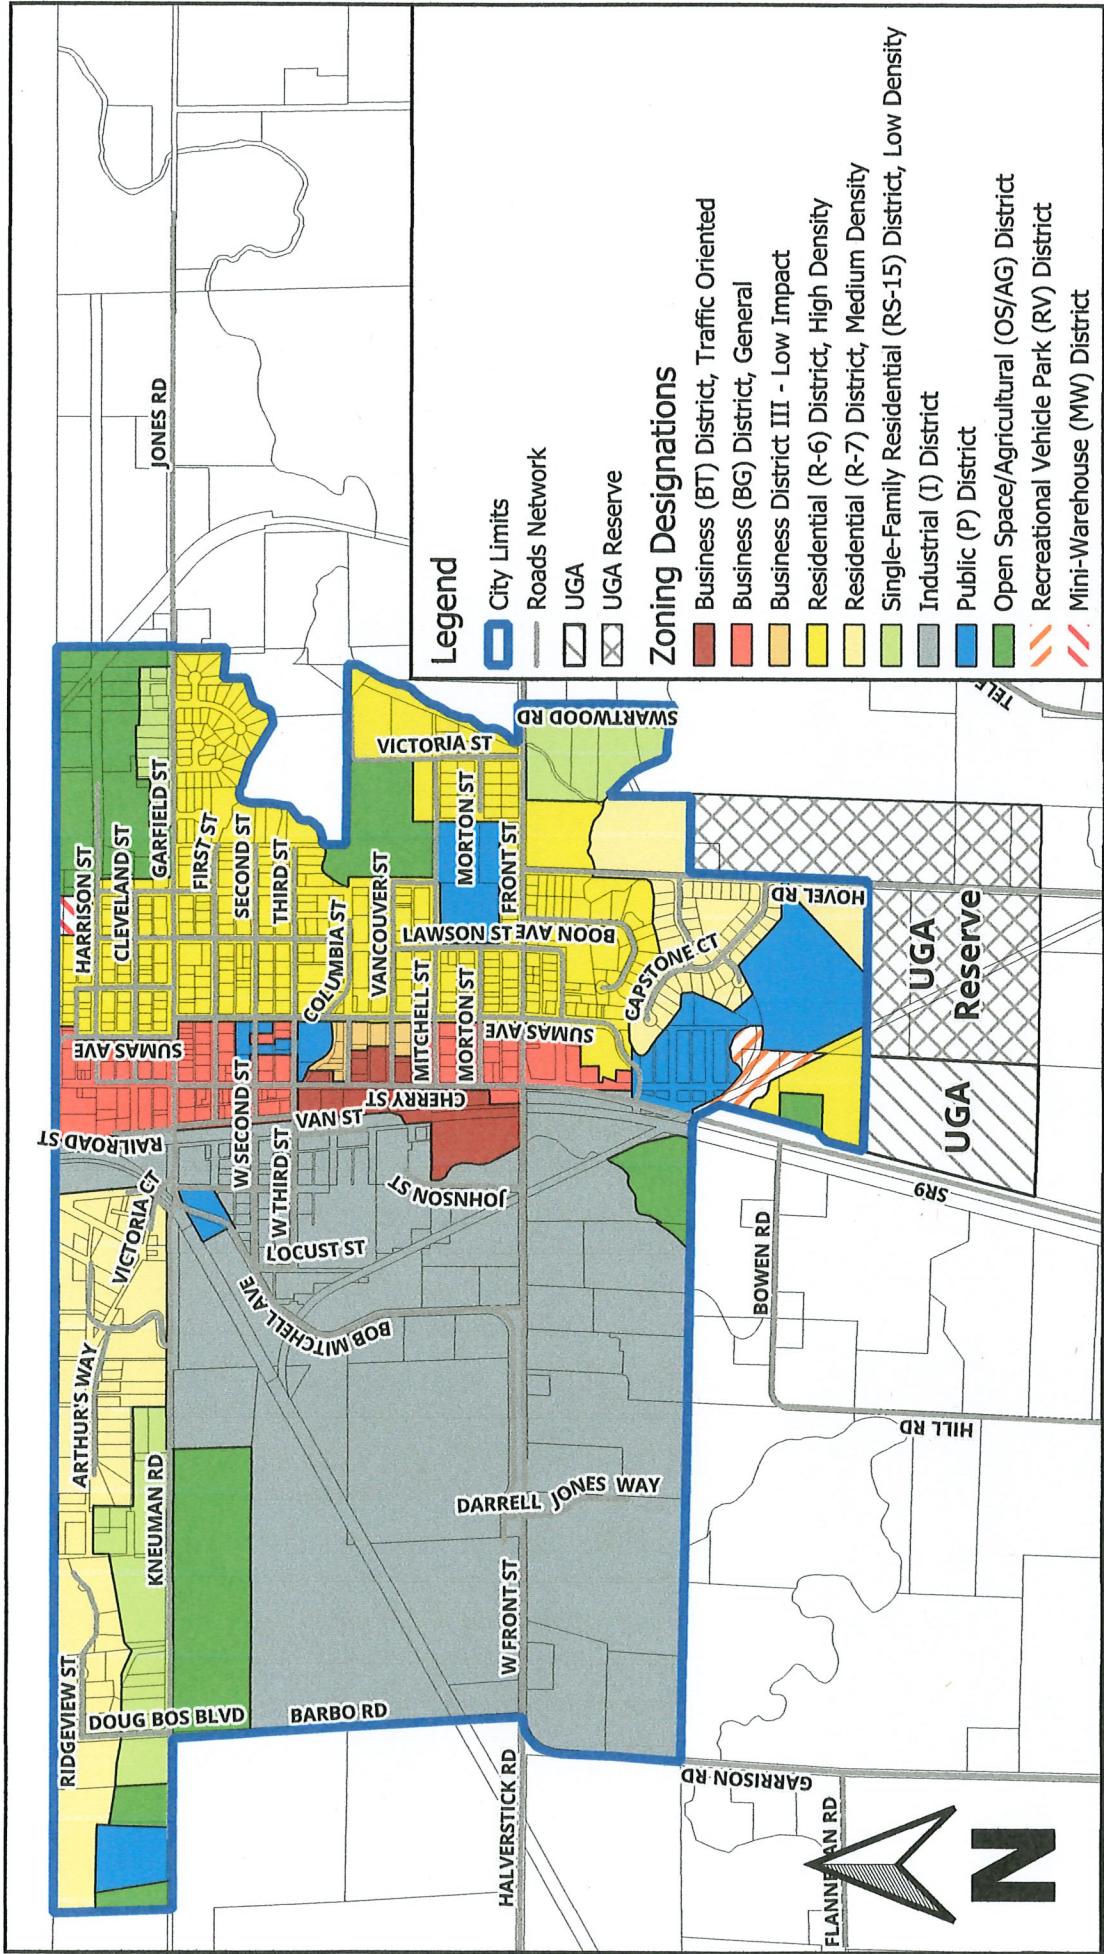 JONES RD
HARRISON ST
CLEVELAND ST
GARFIELD ST
FIRST ST
SECOND ST
THIRD ST
COLUMBIA ST
VANCOUVER ST
VICTORIA ST
MORTON ST
FRONT ST
LAWSON ST
BOON AVE
SWARTWOOD RD
CAPSTONE CT
HOVEL RD
SUMAS AVE
SUMAS AVE
MITCHELL ST
MORTON ST
CHERRY ST
RAILROAD ST
W SECOND ST
W THIRD ST
VAN ST
JOHNSON ST
LOCUST ST
VICTORIA CT
ARTHUR'S WAY
BOB MITCHELL AVE
KNEUMAN RD
RIDGEVIEW ST
DOUG BOS BLVD
BARBO RD
W FRONT ST
DARRELL JONES WAY
HALVERSTICK RD
GARRISON RD
HILL RD
BOWEN RD
SR9
UGA
UGA
Reserve
N
Legend
City Limits
Roads Network
UGA
UGA Reserve
Zoning Designations
Business (BT) District, Traffic Oriented
Business (BG) District, General
Business District III - Low Impact
Residential (R-6) District, High Density
Residential (R-7) District, Medium Density
Single-Family Residential (RS-15) District, Low Density
Industrial (I) District
Public (P) District
Open Space/Agricultural (OS/AG) District
Recreational Vehicle Park (RV) District
Mini-Warehouse (MW) District